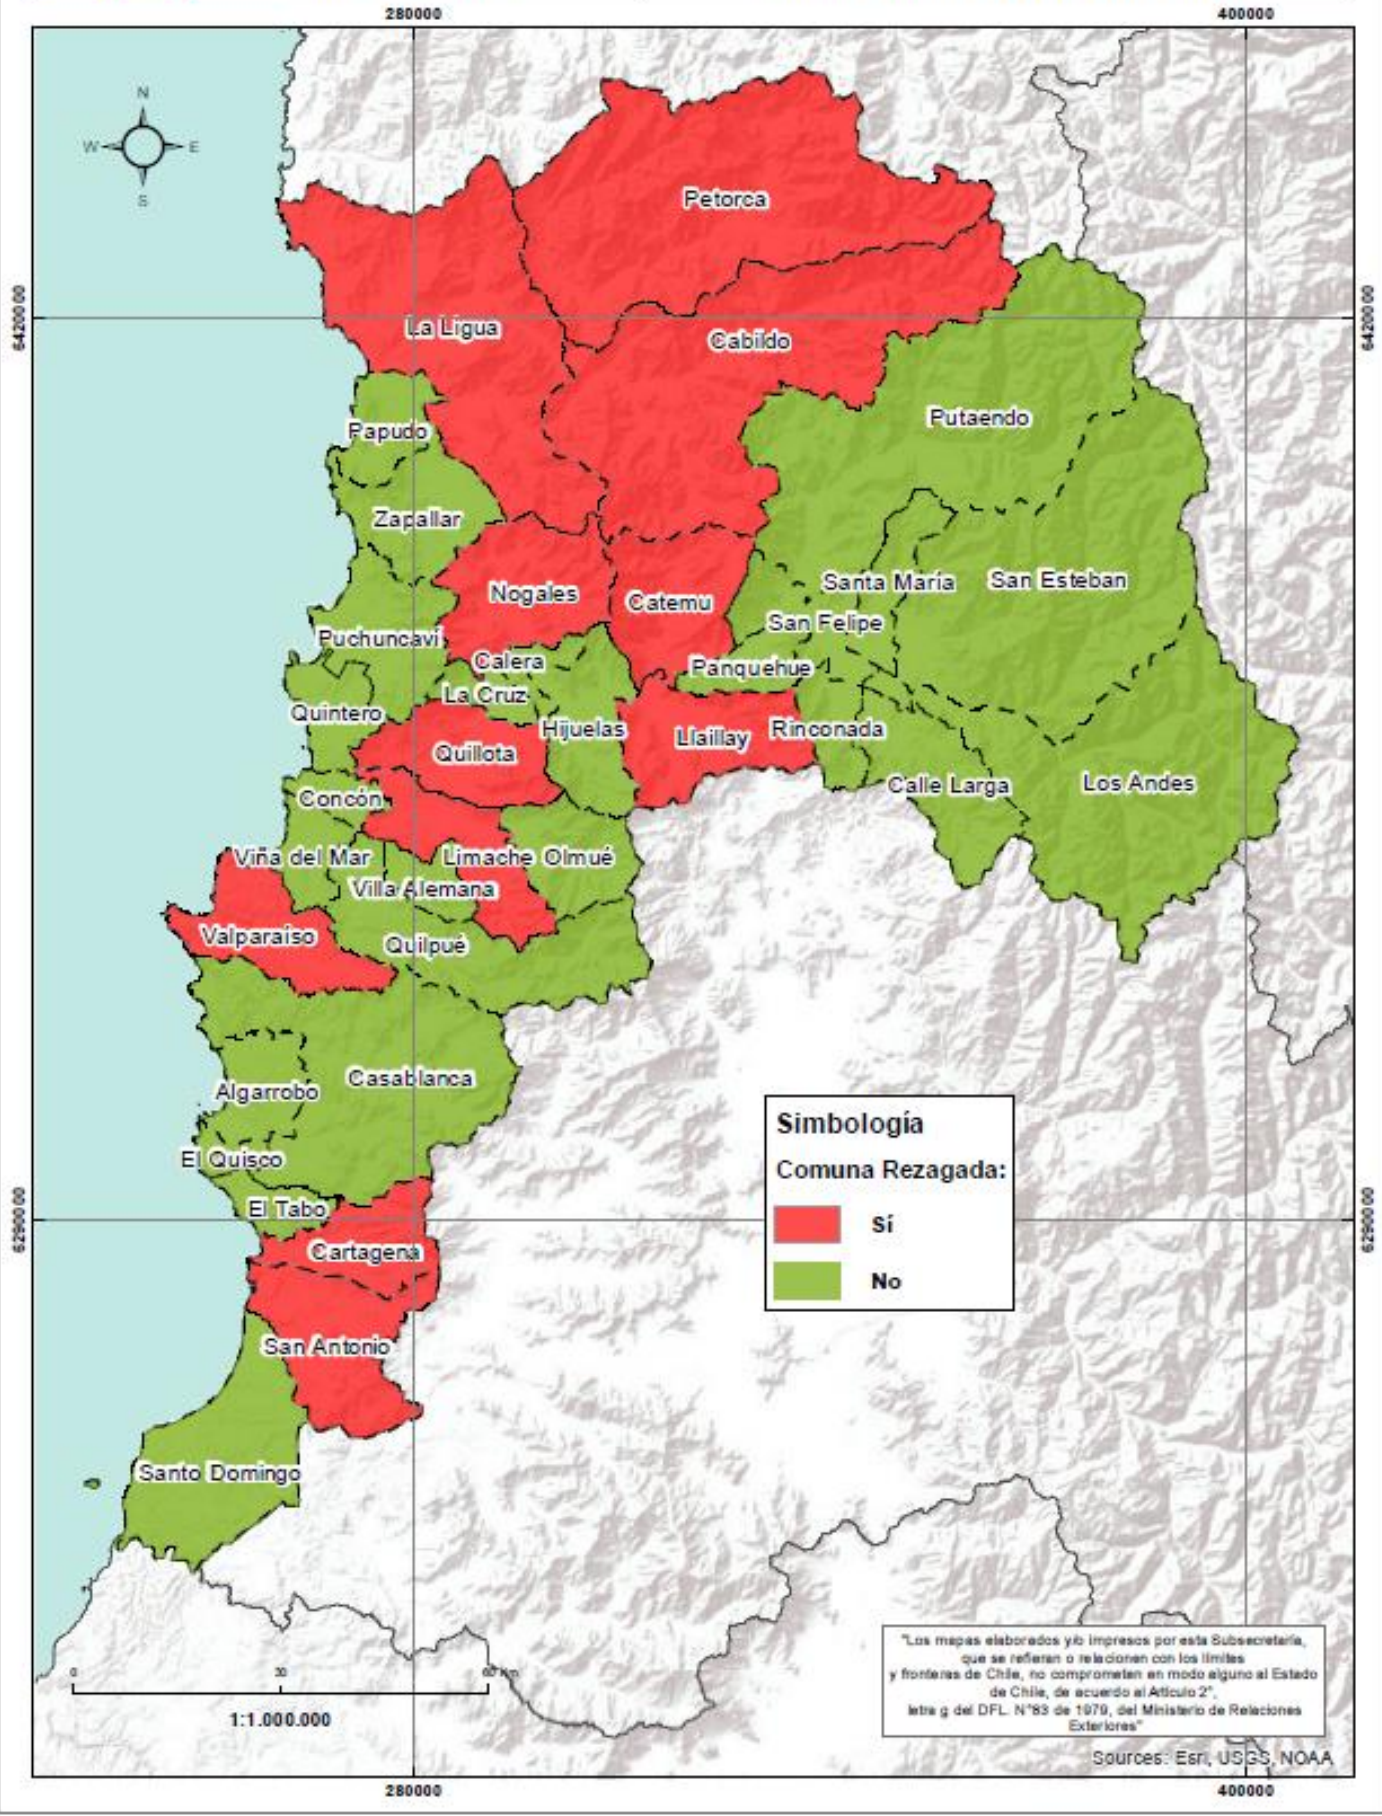 280000
400000
N
W
E
S
Petorca
6420000
6420000
La Ligua
Cabildo
Putaendo
Papudo
Zapallar
Santa María
San Esteban
Nogales
Catemu
San Felipe
Puchuncaví
Calera
Panquehue
La Cruz
Quintero
Hijuelas
Llaillay
Rinconada
Quillota
Calle Larga
Los Andes
Concón
Viña del Mar
Limache
Olmué
Villa Alemana
Valparaíso
Quilpué
Casablanca
Algarrobo
Simbología
El Quisco
Comuna Rezagada:
El Tabo
6290000
6290000
Sí
Cartagena
No
San Antonio
Santo Domingo
"Los mapas elaborados y/o impresos por esta Subsecretaría,
que se refieran o relacionen con los límites
y fronteras de Chile, no comprometen en modo alguno al Estado
de Chile, de acuerdo al Artículo 2°,
letra g del DFL. N°83 de 1979, del Ministerio de Relaciones
Exteriores"
0
30
60 Km
1:1.000.000
Sources: Esri, USGS, NOAA
280000
400000